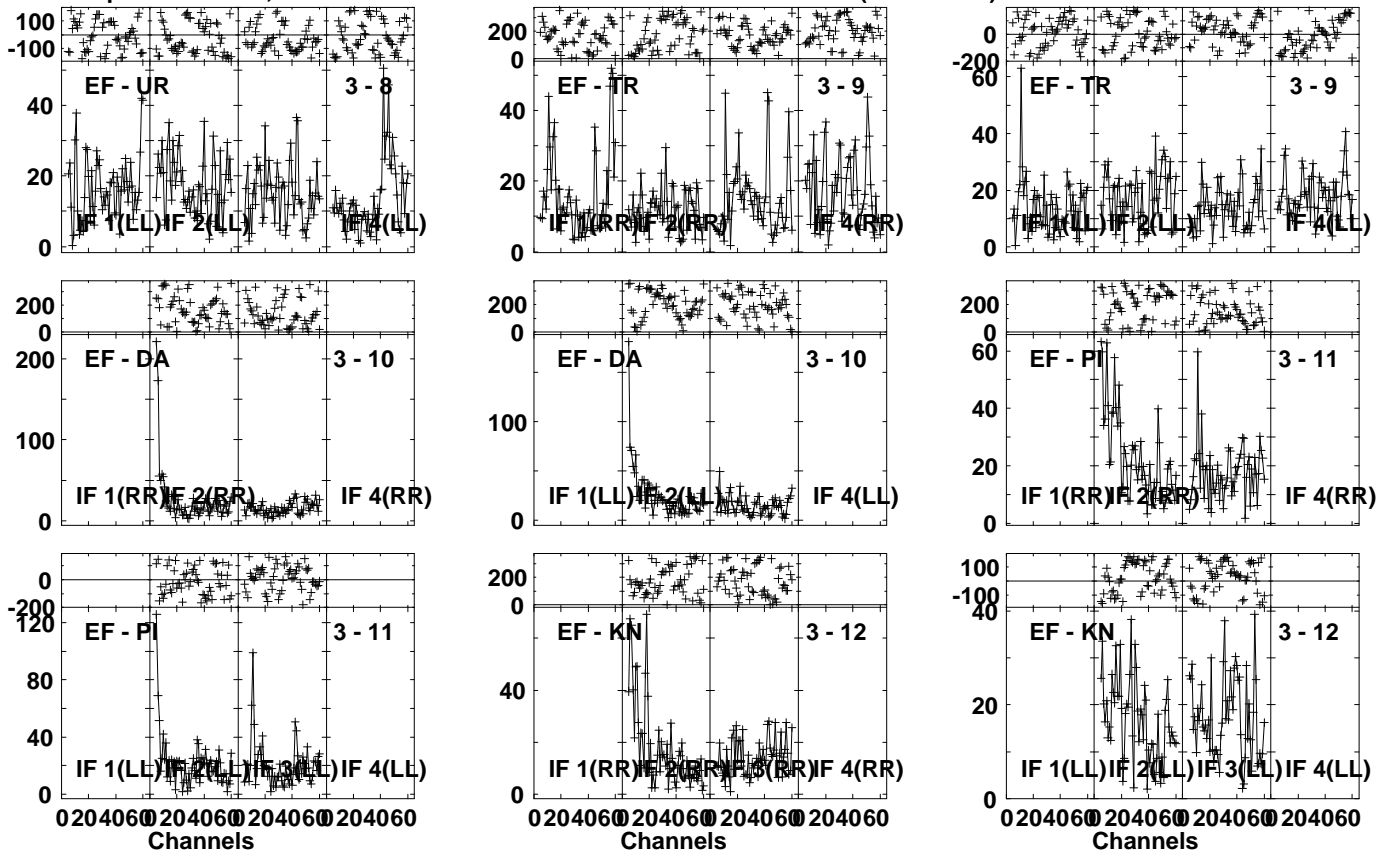 100
-100
EF - UR 3 - 8
40
20
IF 1(LL) IF 2(LL) IF 4(LL)
0
200
0
EF - TR 3 - 9
40
20
IF 1(RR) IF 2(RR) IF 4(RR)
0
0
-200
60
EF - TR 3 - 9
40
20
IF 1(LL) IF 2(LL) IF 4(LL)
0
200
0
200
EF - DA 3 - 10
100
IF 1(RR) IF 2(RR) IF 4(RR)
0
200
0
EF - DA 3 - 10
100
IF 1(LL) IF 2(LL) IF 4(LL)
0
200
0
60
EF - PI 3 - 11
40
20
IF 1(RR) IF 2(RR) IF 4(RR)
0
0
-200
120
EF - PI 3 - 11
80
40
IF 1(LL) IF 2(LL) IF 3(LL) IF 4(LL)
0
0 20 40 60 0 20 40 60 0 20 40 60 0 20 40 60
Channels
200
0
EF - KN 3 - 12
40
IF 1(RR) IF 2(RR) IF 3(RR) IF 4(RR)
0
0 20 40 60 0 20 40 60 0 20 40 60 0 20 40 60
Channels
100
-100
40
EF - KN 3 - 12
20
IF 1(LL) IF 2(LL) IF 3(LL) IF 4(LL)
0
0 20 40 60 0 20 40 60 0 20 40 60 0 20 40 60
Channels